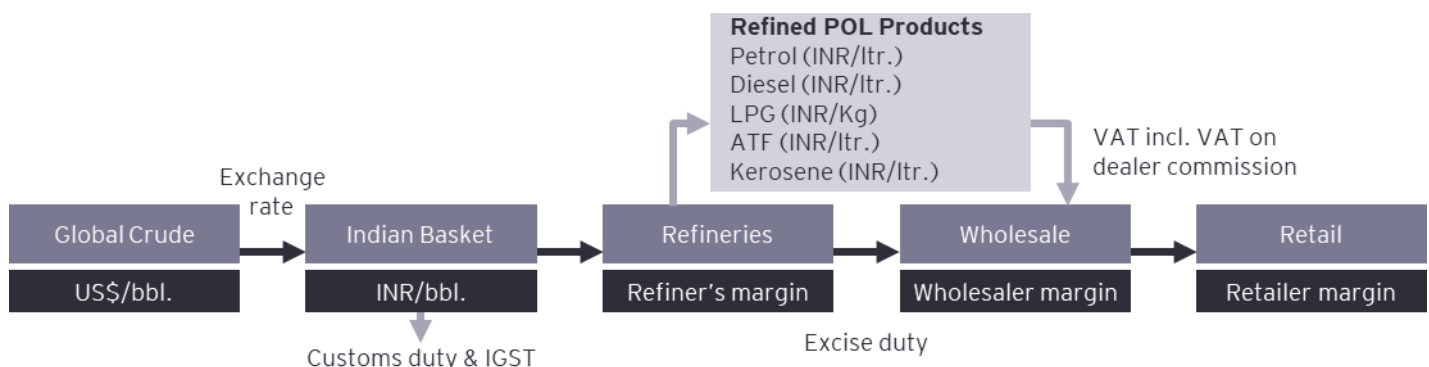 Refined POL Products
Petrol (INR/ltr.)
Diesel (INR/ltr.)
LPG (INR/Kg)
ATF (INR/ltr.)
Kerosene (INR/ltr.)
VAT incl. VAT on
dealer commission
Exchange
rate
Global Crude
Indian Basket
Refineries
Wholesale
Retail
US$/bbl.
INR/bbl.
Refiner's margin
Wholesaler margin
Retailer margin
Excise duty
Customs duty & IGST